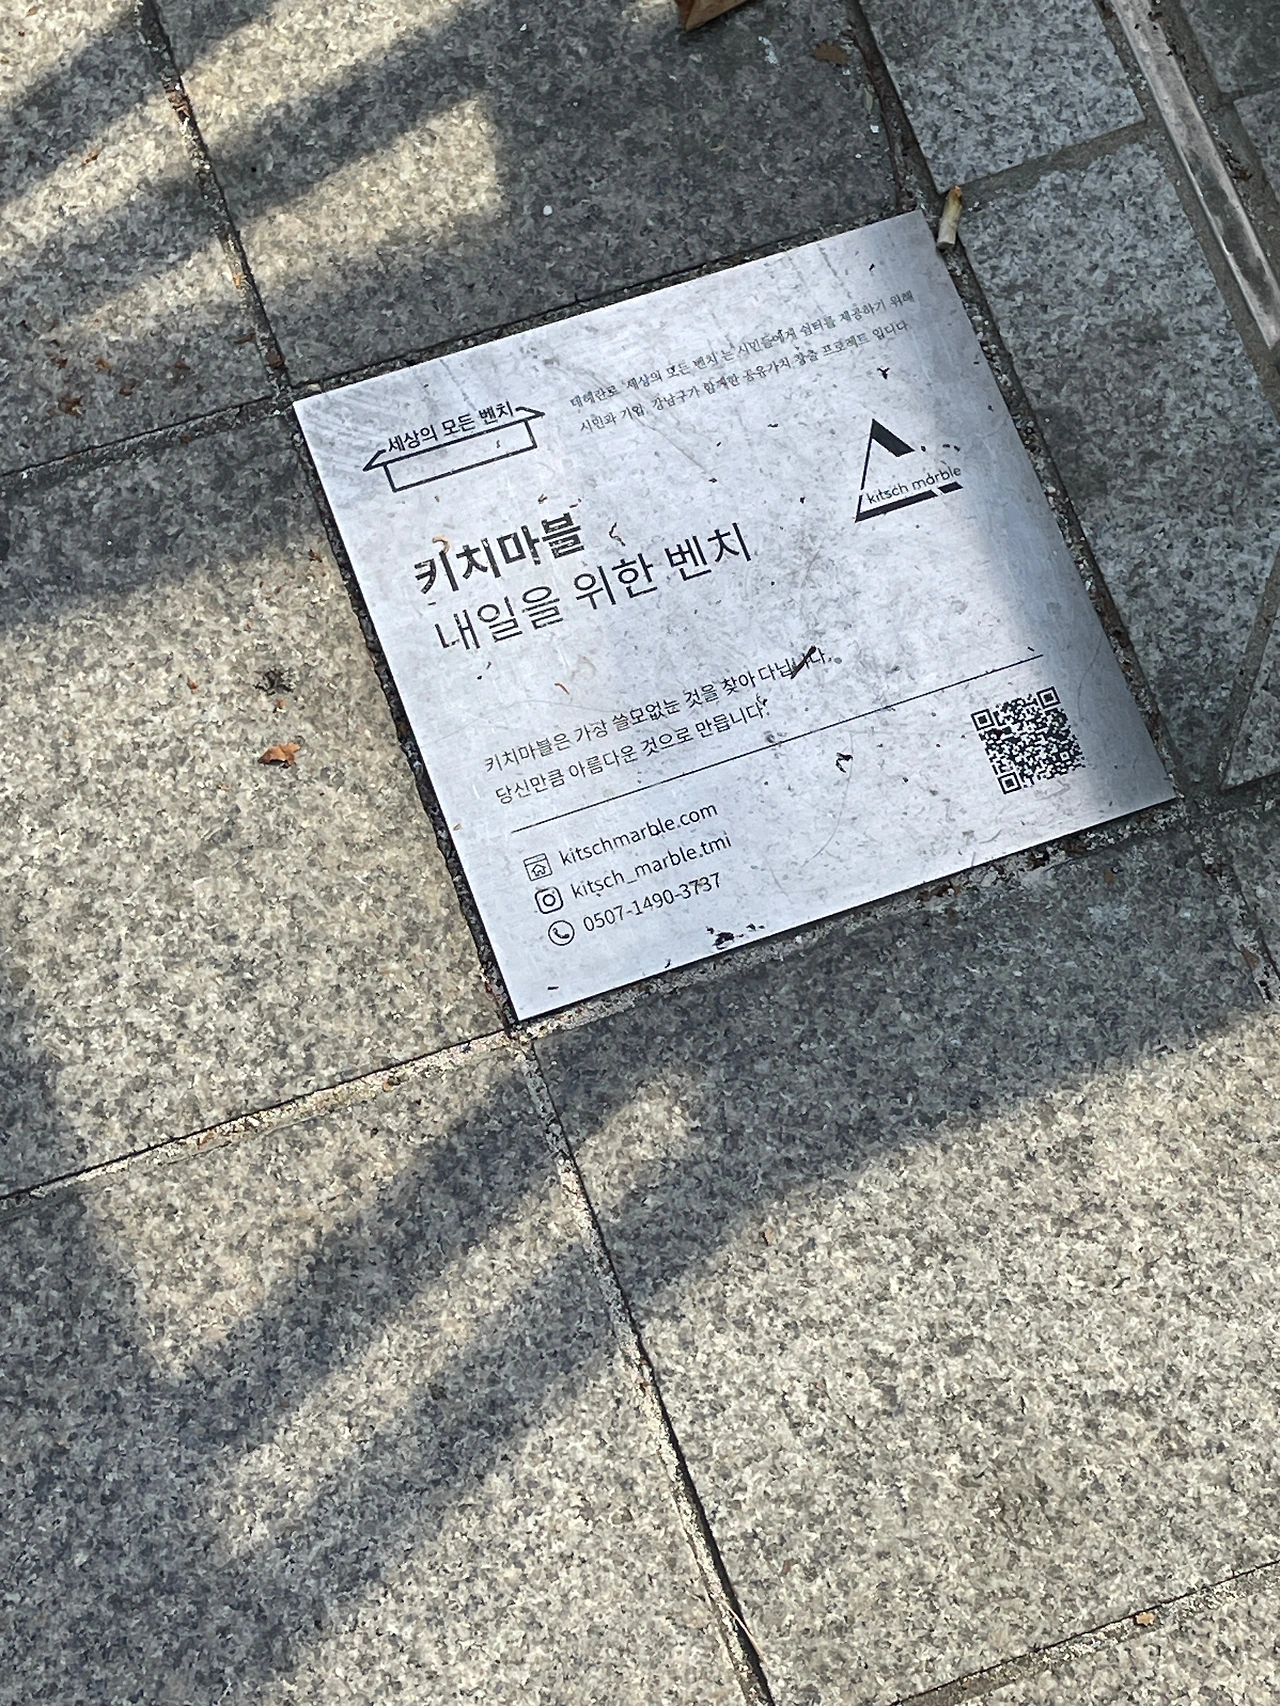 세상의 모든 벤치
테헤란로 '세상의 모든 벤치'는 시민들에게 쉼터를 제공하기 위해
시민과 기업, 강남구가 함께한 공유가치 창출 프로젝트 입니다.
kitsch marble
키치마블
내일을 위한 벤치
키치마블은 가장 쓸모없는 것을 찾아 다닙니다.
당신만큼 아름다운 것으로 만듭니다.
kitschmarble.com
kitsch_marble.tmi
0507-1490-3737